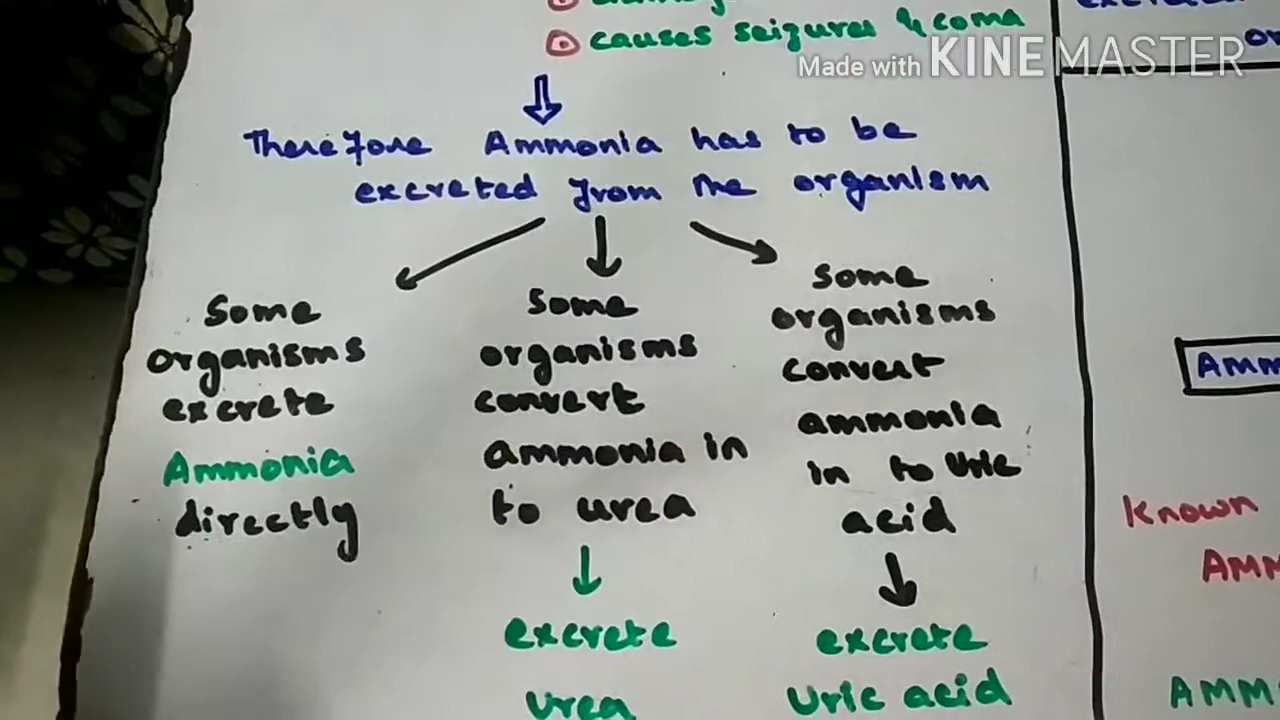 causes seizures & coma
Made with KINEMASTER
Therefore Ammonia has to be
excreted from the organism
Some
organisms
excrete
Ammonia
directly
Some
organisms
convert
ammonia in
to urea
excrete
urea
Some
organisms
convert
ammonia
in to Uric
acid
excrete
Uric acid
Known